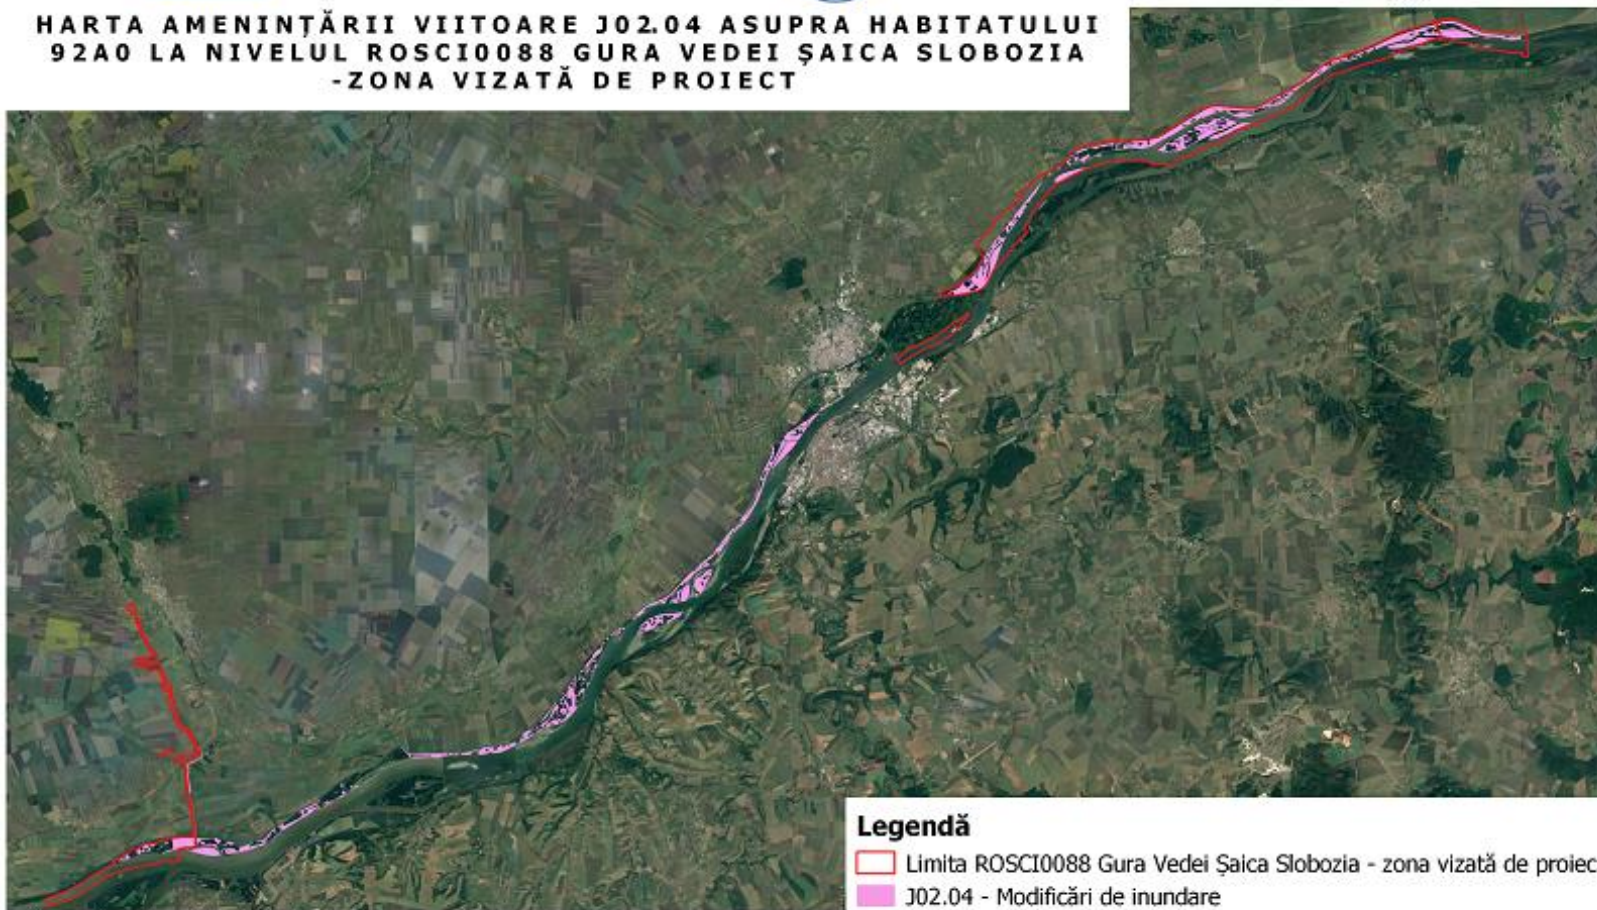 HARTA AMENINȚĂRII VIITOARE J02.04 ASUPRA HABITATULUI
92A0 LA NIVELUL ROSCI0088 GURA VEDEI ȘAICA SLOBOZIA
-ZONA VIZATĂ DE PROIECT
Legendă
Limita ROSCI0088 Gura Vedei Șaica Slobozia - zona vizată de proiec
J02.04 - Modificări de inundare